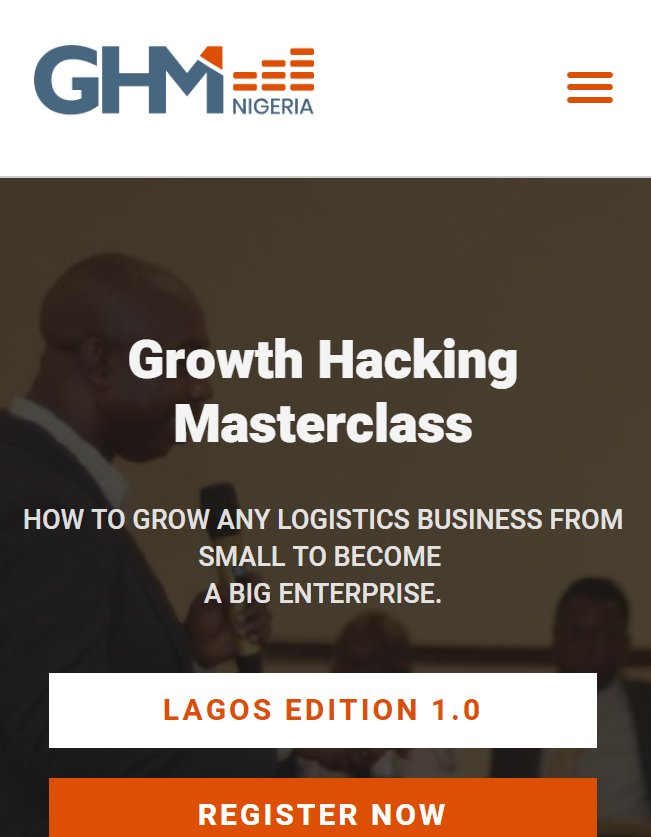 GHM
NIGERIA
Growth Hacking
Masterclass
HOW TO GROW ANY LOGISTICS BUSINESS FROM
SMALL TO BECOME
A BIG ENTERPRISE.
LAGOS EDITION 1.0
REGISTER NOW